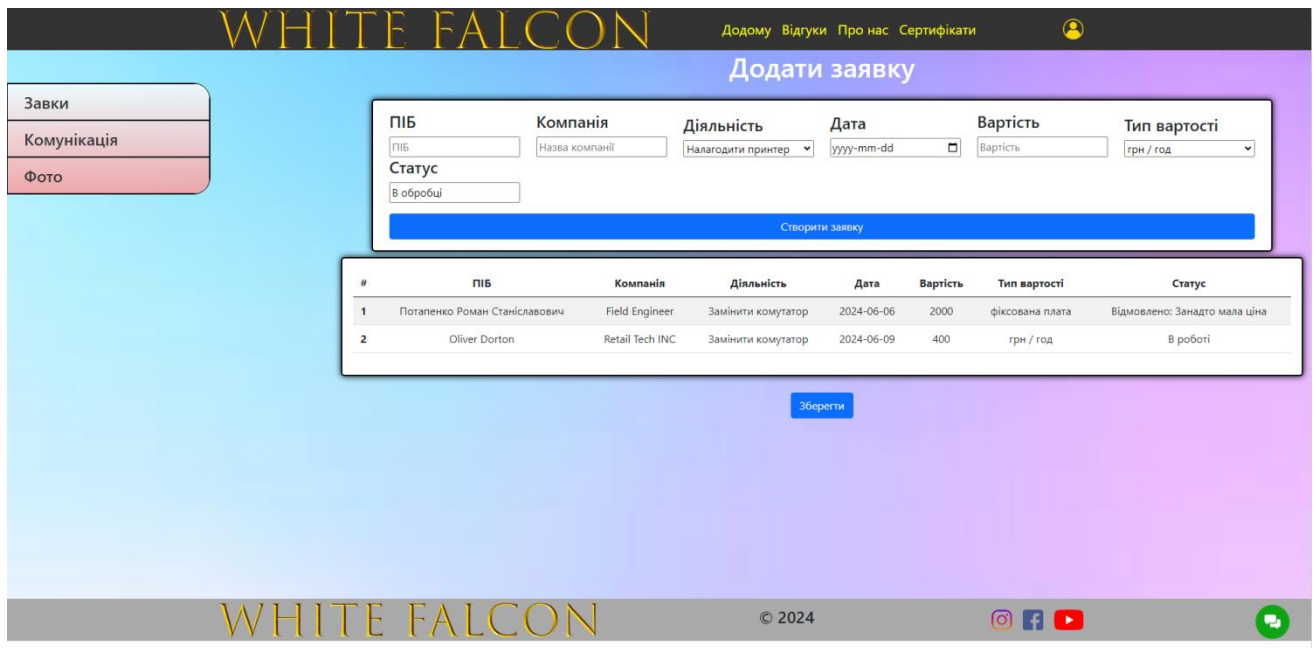 WHITE FALCON Додому Відгуки Про нас Сертифікати
Додати заявку
Завки
Комунікація
Фото
ПІБ Компанія Діяльність Дата Вартість Тип вартості
ПІБ Назва компанії Налагодити принтер yyyy-mm-dd Вартість грн / год
Статус
В обробці
Створити заявку
# ПІБ Компанія Діяльність Дата Вартість Тип вартості Статус
1 Потапенко Роман Станіславович Field Engineer Замінити комутатор 2024-06-06 2000 фіксована плата Відмовлено: Занадто мала ціна
2 Oliver Dorton Retail Tech INC Замінити комутатор 2024-06-09 400 грн / год В роботі
Зберегти
WHITE FALCON © 2024